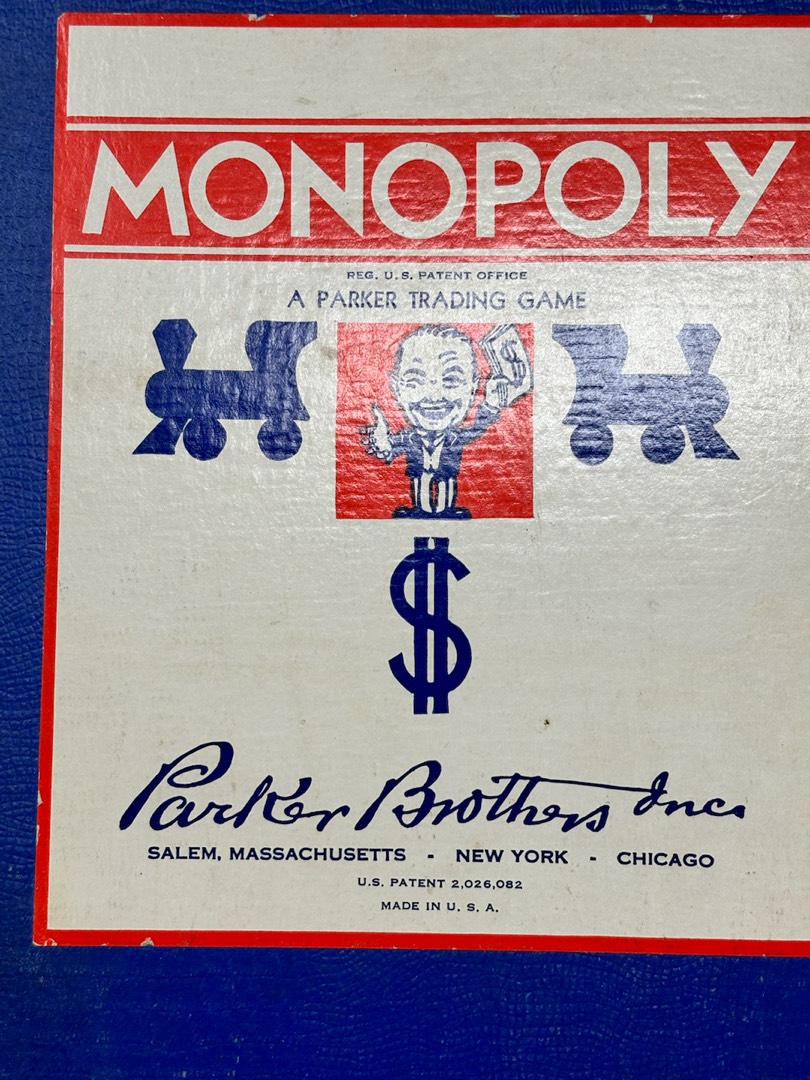 MONOPOLY
REG. U.S. PATENT OFFICE
A PARKER TRADING GAME
$
$
Parker Brothers Inc.
SALEM, MASSACHUSETTS - NEW YORK - CHICAGO
U.S. PATENT 2,026,082
MADE IN U. S. A.